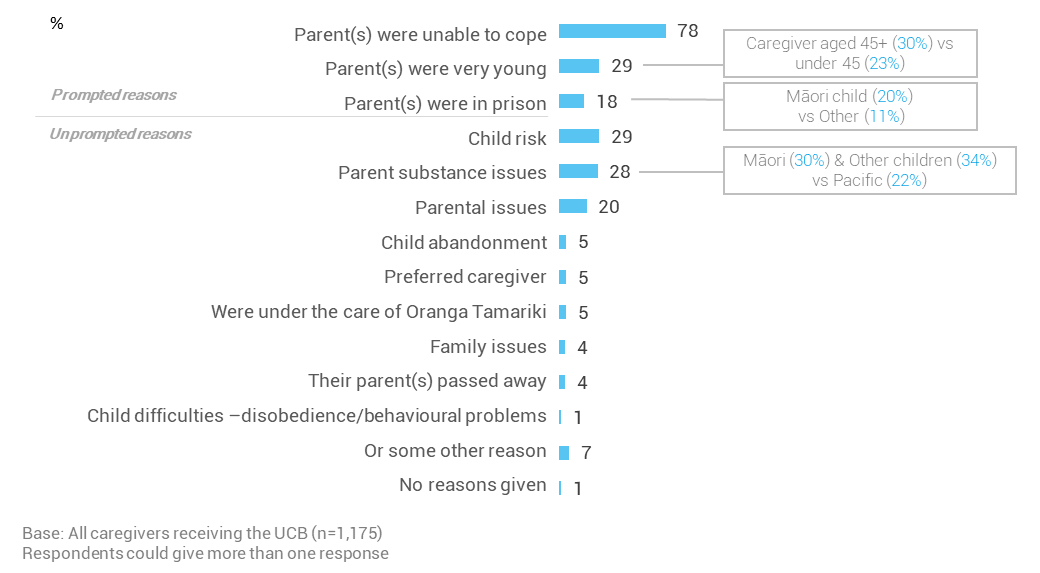 %
Parent(s) were unable to cope 78
Parent(s) were very young 29
Caregiver aged 45+ (30%) vs
under 45 (23%)
Prompted reasons
Parent(s) were in prison 18
Māori child (20%)
vs Other (11%)
Unprompted reasons
Child risk 29
Parent substance issues 28
Māori (30%) & Other children (34%)
vs Pacific (22%)
Parental issues 20
Child abandonment 5
Preferred caregiver 5
Were under the care of Oranga Tamariki 5
Family issues 4
Their parent(s) passed away 4
Child difficulties –disobedience/behavioural problems 1
Or some other reason 7
No reasons given 1
Base: All caregivers receiving the UCB (n=1,175)
Respondents could give more than one response